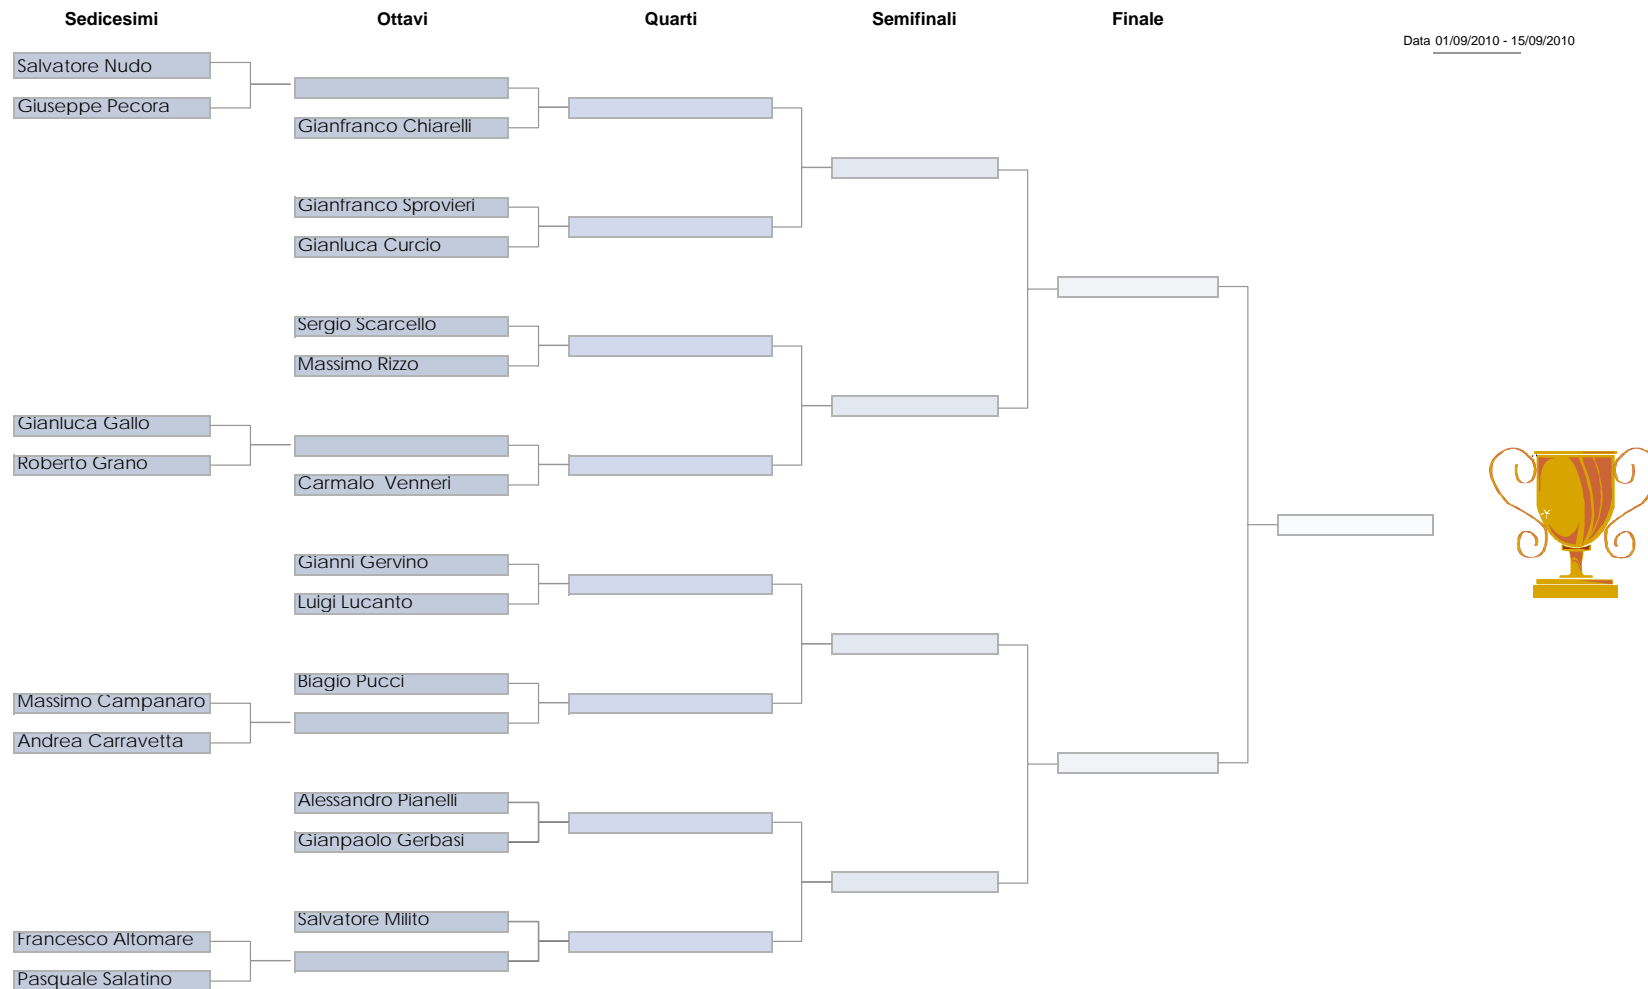 Sedicesimi Ottavi Quarti Semifinali Finale
Data 01/09/2010 - 15/09/2010
Salvatore Nudo
Giuseppe Pecora
Gianfranco Chiarelli
Gianfranco Sprovieri
Gianluca Curcio
Sergio Scarcello
Massimo Rizzo
Gianluca Gallo
Roberto Grano
Carmalo  Venneri
Gianni Gervino
Luigi Lucanto
Biagio Pucci
Massimo Campanaro
Andrea Carravetta
Alessandro Pianelli
Gianpaolo Gerbasi
Salvatore Milito
Francesco Altomare
Pasquale Salatino